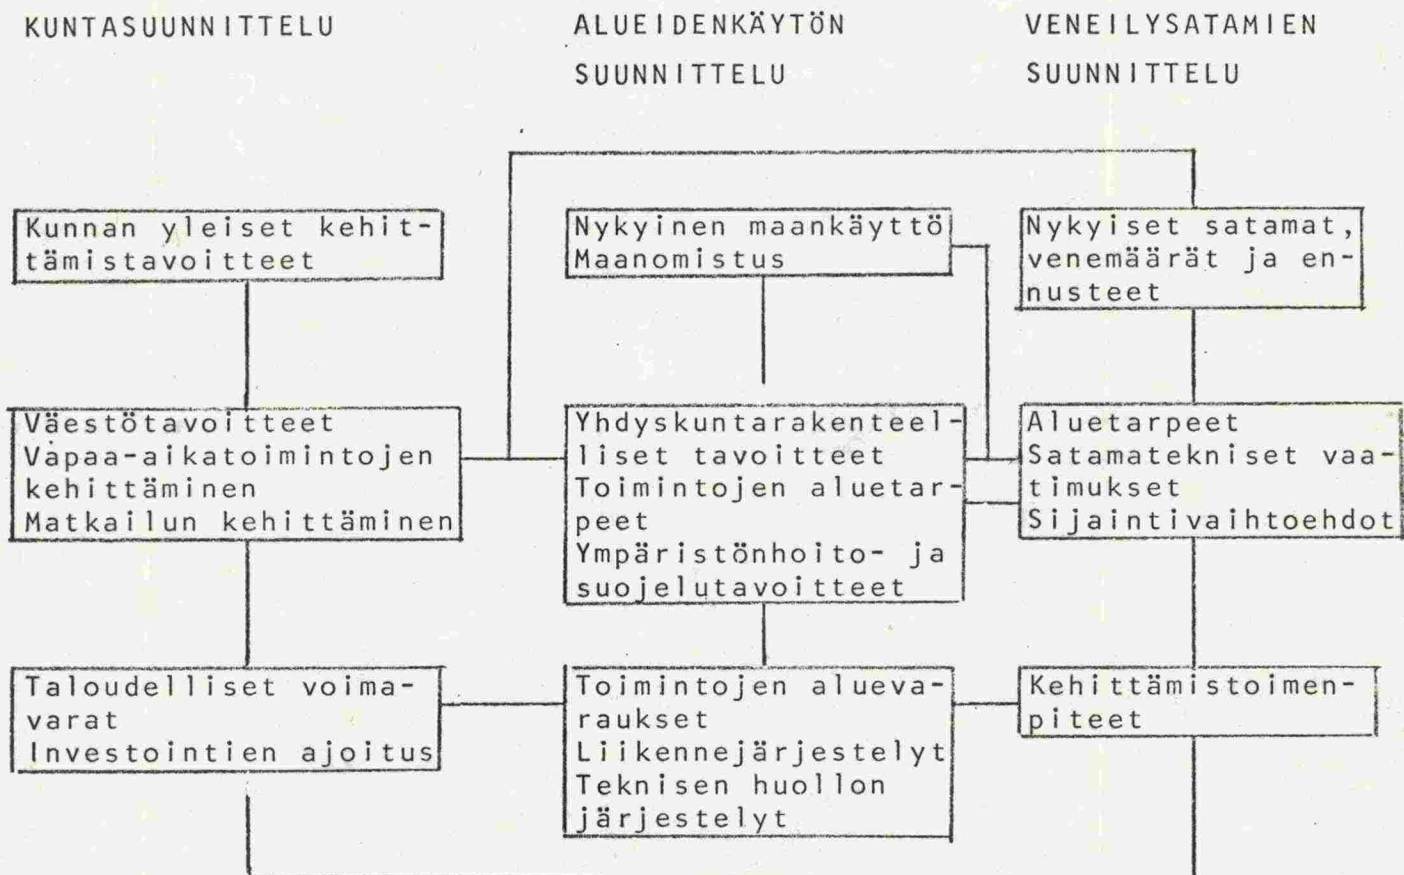 KUNTASUUNNITTELU
ALUEIDENKÄYTÖN
SUUNNITTELU
VENEILYSATAMIEN
SUUNNITTELU
Kunnan yleiset kehit-
tämistavoitteet
Nykyinen maankäyttö
Maanomistus
Nykyiset satamat,
venemäärät ja en-
nusteet
Väestötavoitteet
Vapaa-aikatoimintojen
kehittäminen
Matkailun kehittäminen
Yhdyskuntarakenteel-
liset tavoitteet
Toimintojen aluetar-
peet
Ympäristönhoito- ja
suojelutavoitteet
Aluetarpeet
Satamatekniset vaa-
timukset
Sijaintivaihtoehdot
Taloudelliset voima-
varat
Investointien ajoitus
Toimintojen alueva-
raukset
Liikennejärjestelyt
Teknisen huollon
järjestelyt
Kehittämistoimen-
piteet